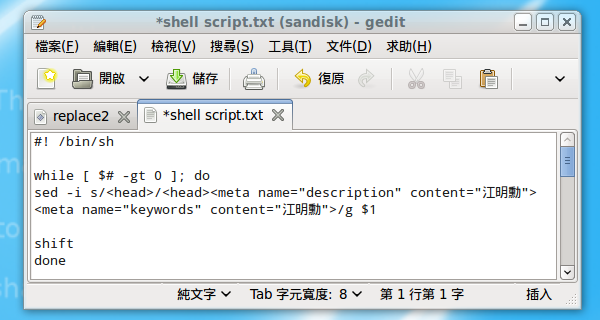 *shell script.txt (sandisk) - gedit
檔案(F) 編輯(E) 檢視(V) 搜尋(S) 工具(T) 文件(D) 求助(H)
開啟 儲存 復原
replace2 *shell script.txt
#! /bin/sh
while [ $# -gt 0 ]; do
sed -i s/<head>/<head><meta name="description" content="江明勳">
<meta name="keywords" content="江明勳">/g $1
shift
done
純文字 Tab 字元寬度: 8 第 1 行第 1 字 插入